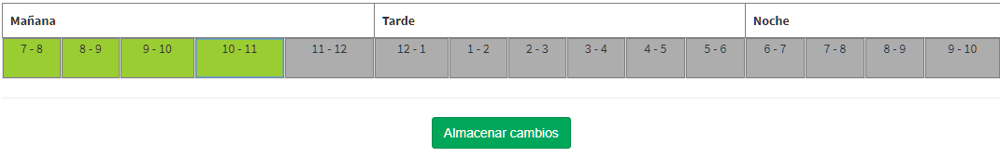 Mañana Tarde Noche
7 - 8 8 - 9 9 - 10 10 - 11 11 - 12 12 - 1 1 - 2 2 - 3 3 - 4 4 - 5 5 - 6 6 - 7 7 - 8 8 - 9 9 - 10
Almacenar cambios